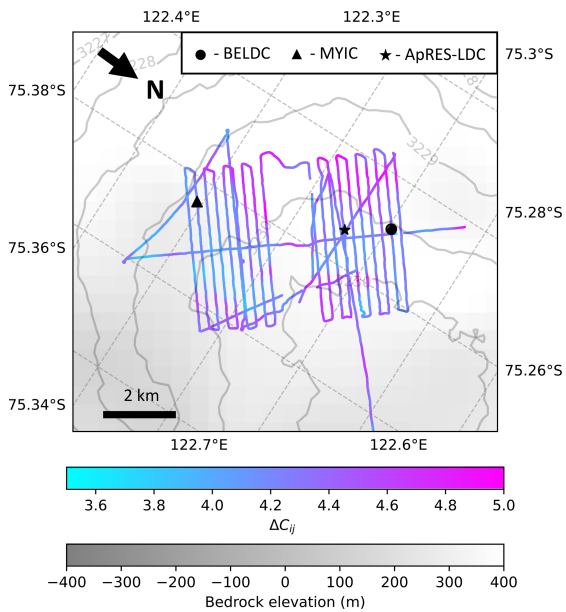 122.4°E 122.3°E
● - BELDC ▲ - MYIC ★ - ApRES-LDC
75.3°S
3227
3228
N
75.38°S
3229
75.28°S
75.36°S
75.26°S
75.34°S
2 km
122.7°E 122.6°E
3.6 3.8 4.0 4.2 4.4 4.6 4.8 5.0
ΔC_ij
−400 −300 −200 −100 0 100 200 300 400
Bedrock elevation (m)